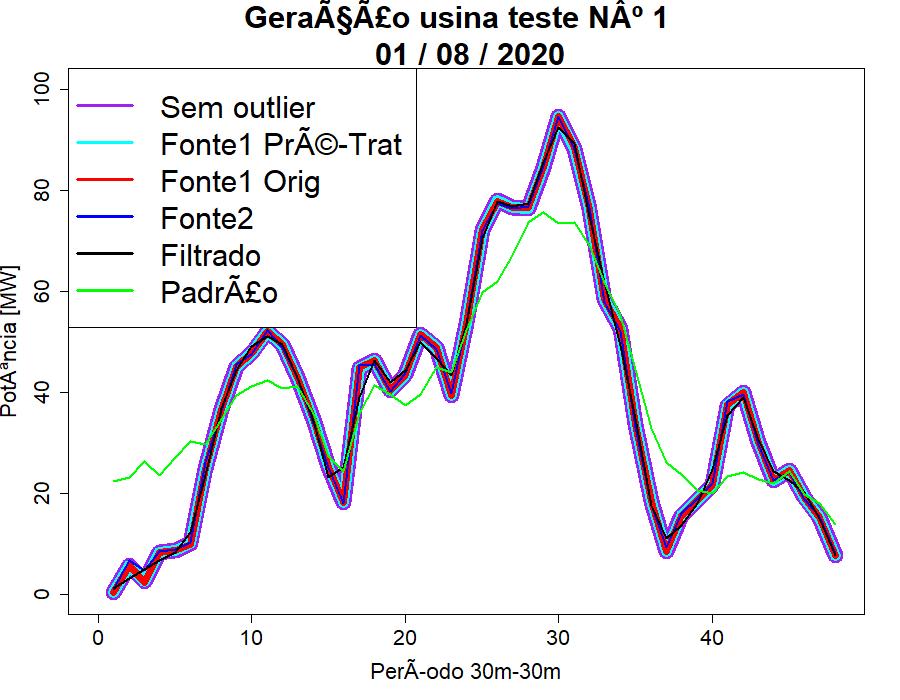 GeraÃ§Ã£o usina teste NÂº 1
01 / 08 / 2020
Sem outlier
Fonte1 PrÃ©-Trat
Fonte1 Orig
Fonte2
Filtrado
PadrÃ£o
PotÃªncia [MW]
100
80
60
40
20
0
0 10 20 30 40
PerÃ-odo 30m-30m